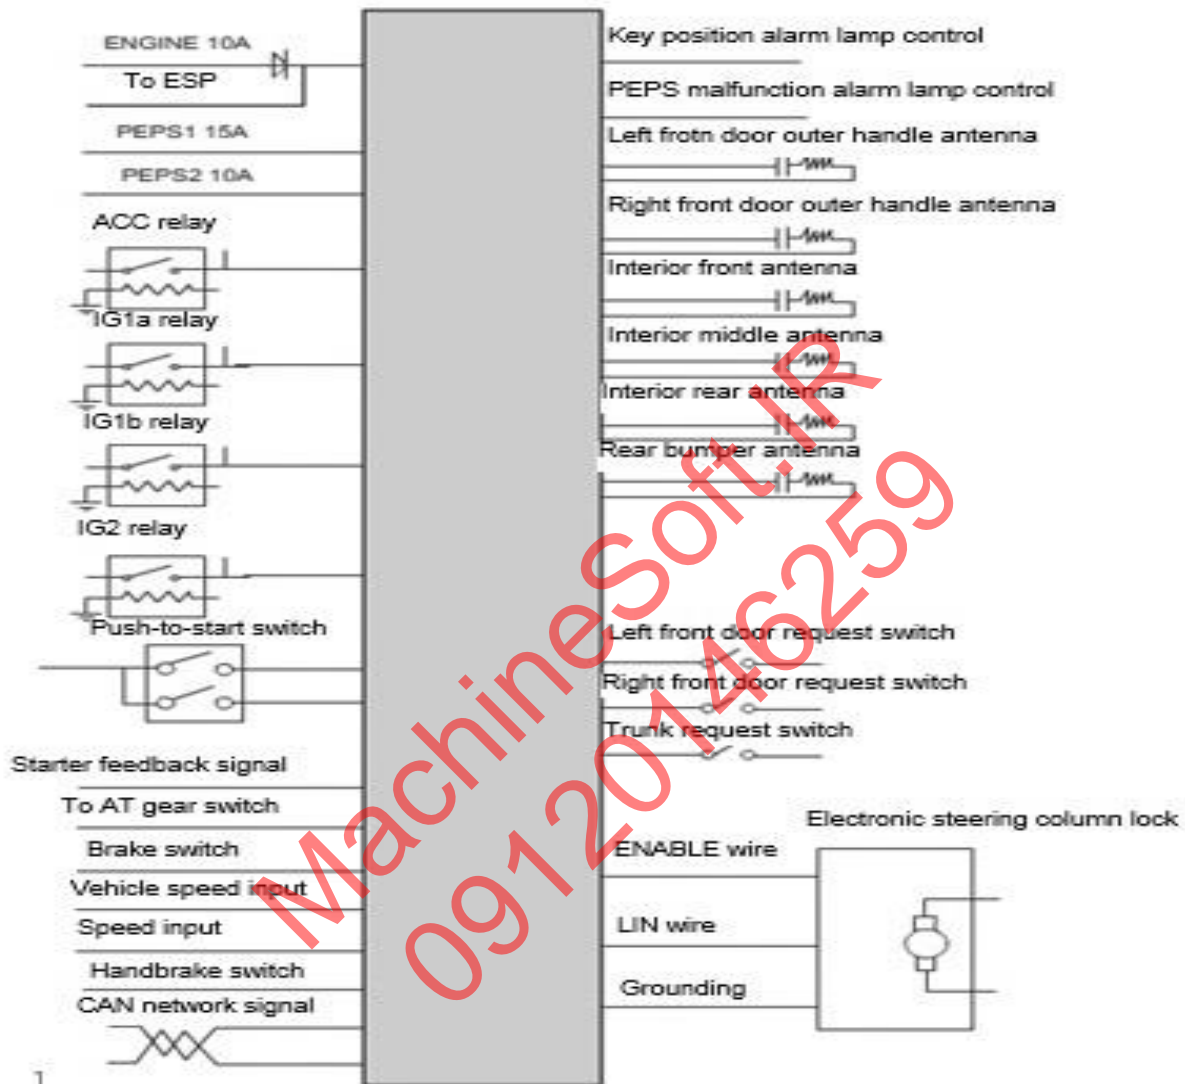 ENGINE 10A
To ESP
PEPS1 15A
PEPS2 10A
ACC relay
IG1a relay
IG1b relay
IG2 relay
Push-to-start switch
Starter feedback signal
To AT gear switch
Brake switch
Vehicle speed input
Speed input
Handbrake switch
CAN network signal
1
Key position alarm lamp control
PEPS malfunction alarm lamp control
Left frotn door outer handle antenna
Right front door outer handle antenna
Interior front antenna
Interior middle antenna
Interior rear antenna
Rear bumper antenna
Left front door request switch
Right front door request switch
Trunk request switch
Electronic steering column lock
ENABLE wire
LIN wire
Grounding
MachineSoft.IR
09120146259